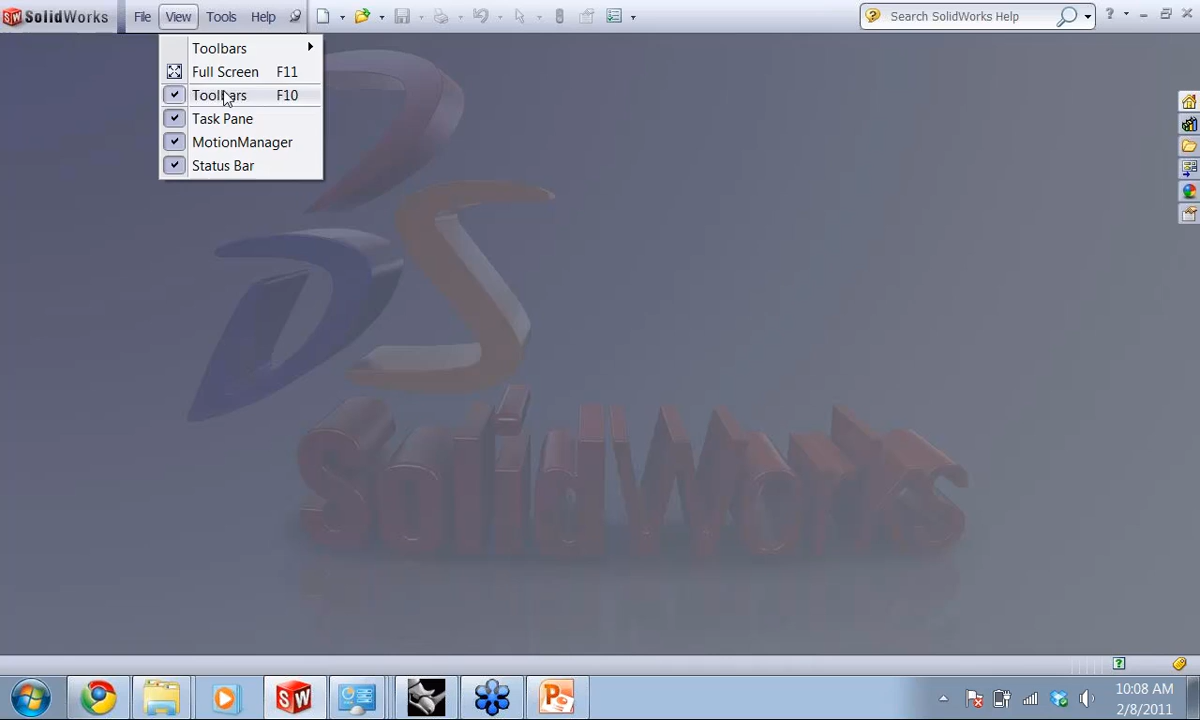 SolidWorks File View Tools Help Search SolidWorks Help
Toolbars
Full Screen F11
Toolbars F10
Task Pane
MotionManager
Status Bar
SolidWorks
10:08 AM
2/8/2011